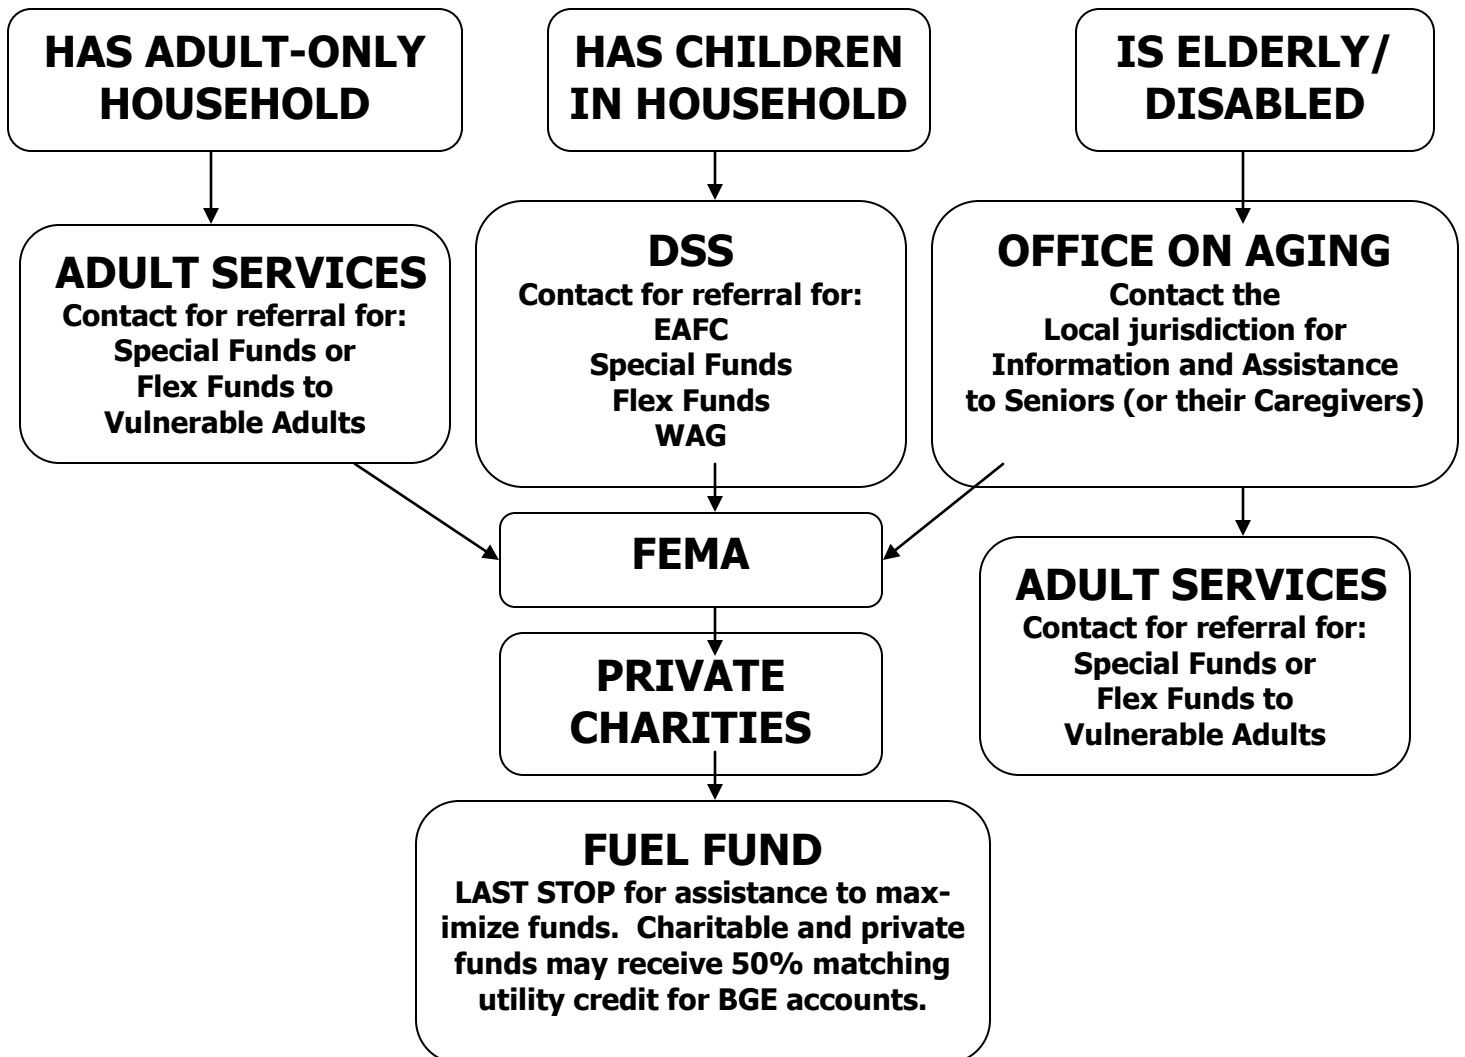 HAS ADULT-ONLY
HOUSEHOLD
HAS CHILDREN
IN HOUSEHOLD
IS ELDERLY/
DISABLED
ADULT SERVICES
Contact for referral for:
Special Funds or
Flex Funds to
Vulnerable Adults
DSS
Contact for referral for:
EAFC
Special Funds
Flex Funds
WAG
OFFICE ON AGING
Contact the
Local jurisdiction for
Information and Assistance
to Seniors (or their Caregivers)
FEMA
ADULT SERVICES
Contact for referral for:
Special Funds or
Flex Funds to
Vulnerable Adults
PRIVATE
CHARITIES
FUEL FUND
LAST STOP for assistance to max-
imize funds.  Charitable and private
funds may receive 50% matching
utility credit for BGE accounts.